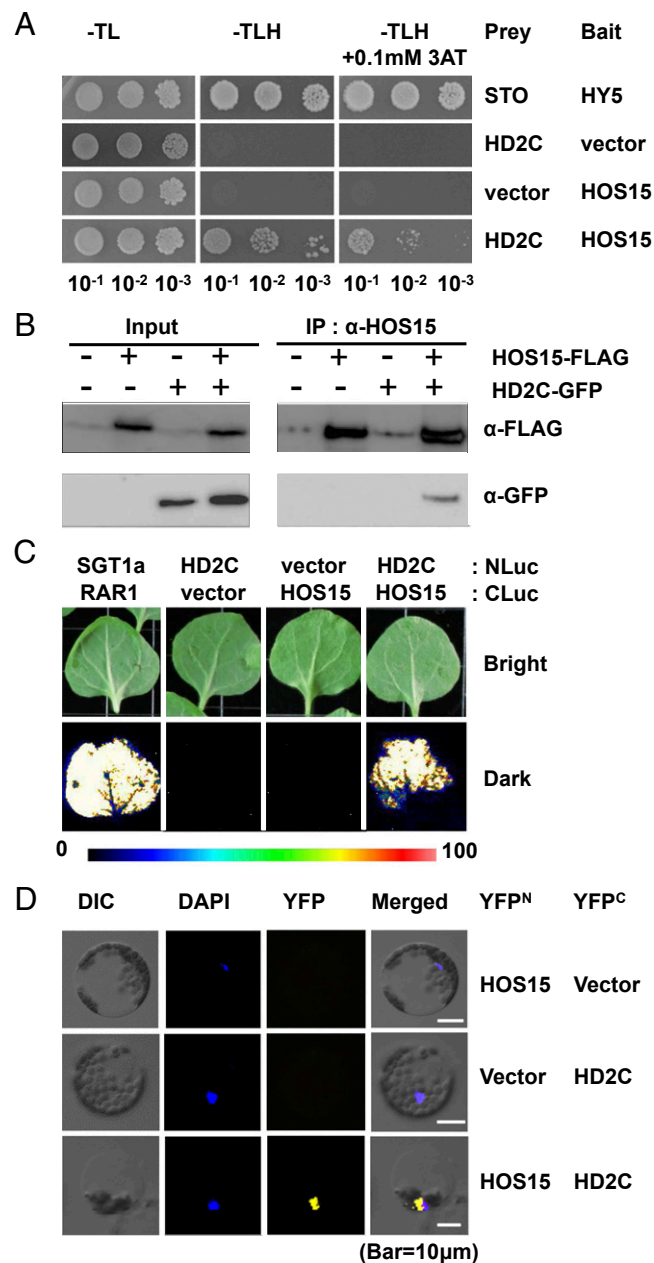 A
-TL -TLH -TLH Prey Bait
+0.1mM 3AT
STO HY5
HD2C vector
vector HOS15
HD2C HOS15
10⁻¹ 10⁻² 10⁻³ 10⁻¹ 10⁻² 10⁻³ 10⁻¹ 10⁻² 10⁻³
B
Input IP : α-HOS15
- + - + - + - + HOS15-FLAG
- - + + - - + + HD2C-GFP
α-FLAG
α-GFP
C
SGT1a HD2C vector HD2C : NLuc
RAR1 vector HOS15 HOS15 : CLuc
Bright
Dark
0 100
D
DIC DAPI YFP Merged YFPᴺ YFPᶜ
HOS15 Vector
Vector HD2C
HOS15 HD2C
(Bar=10μm)